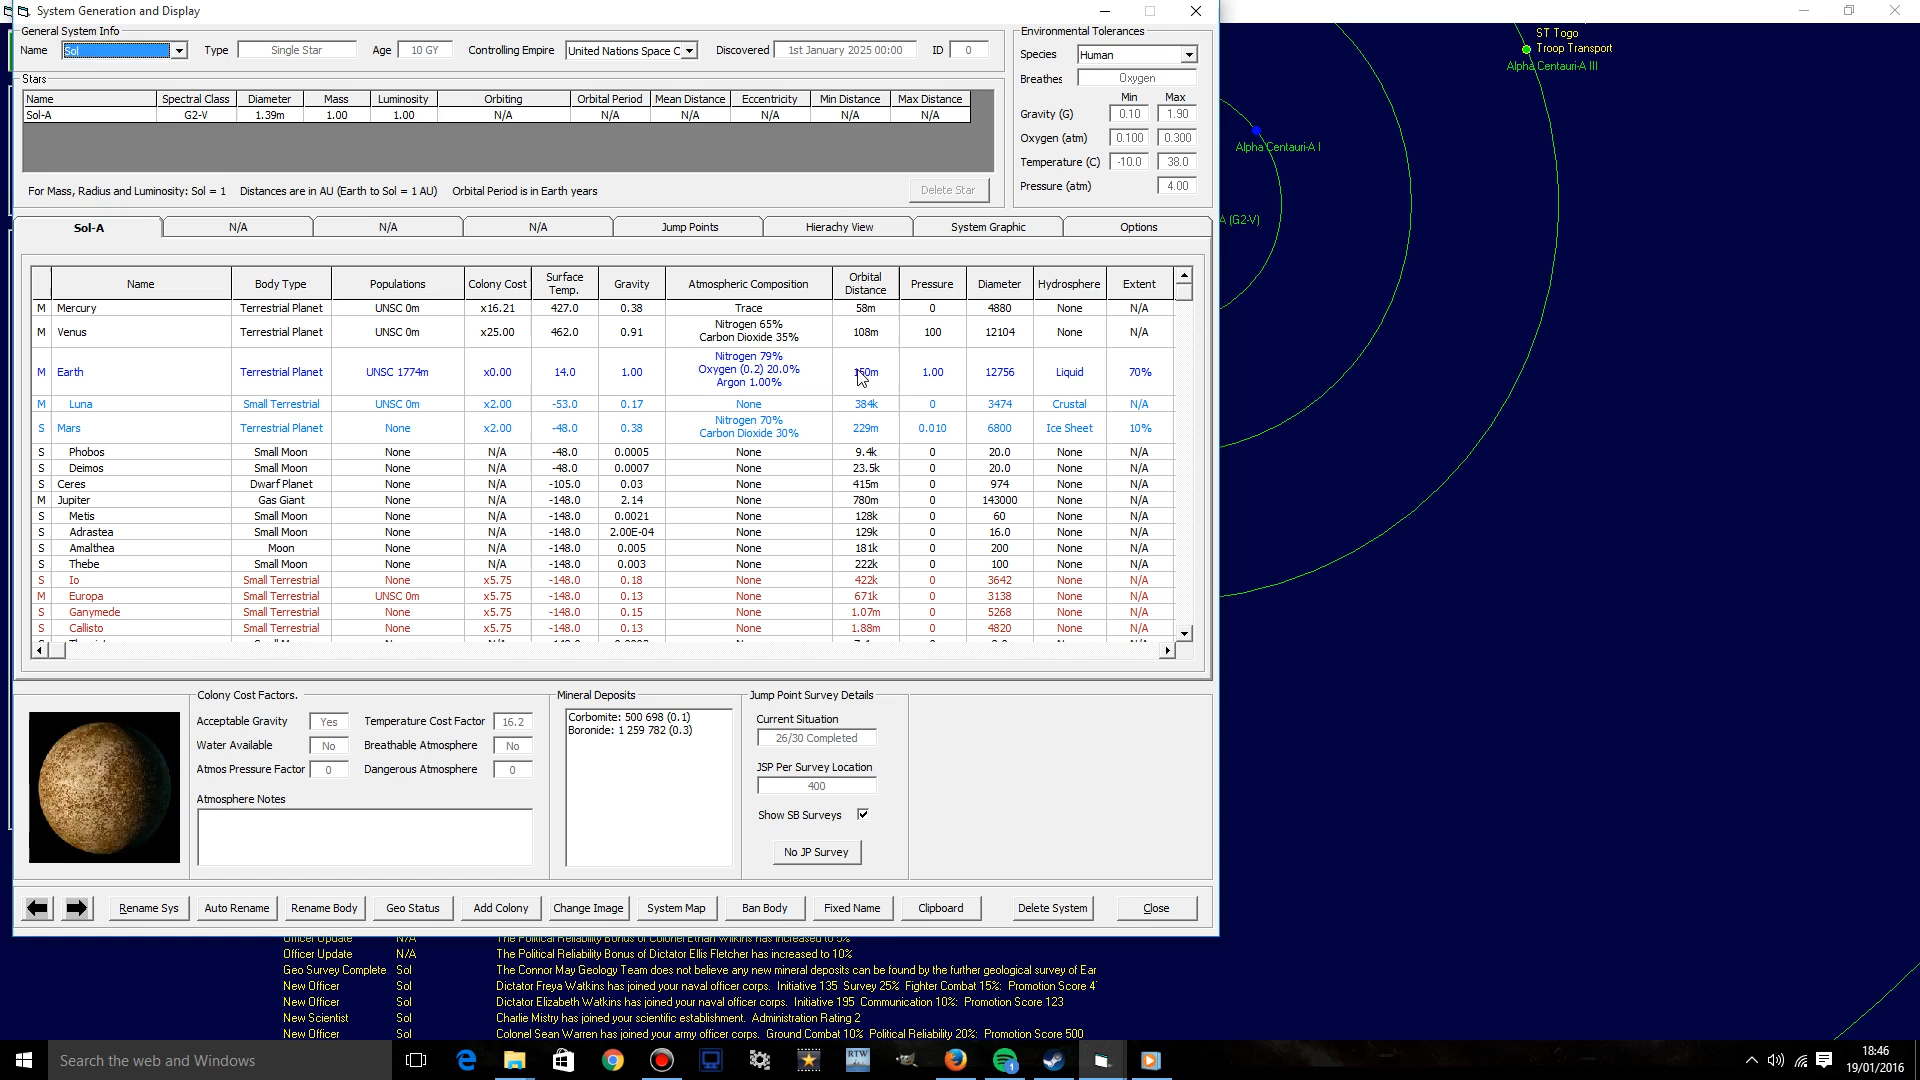 System Generation and Display
General System Info
Name Sol Type Single Star Age 10 GY Controlling Empire United Nations Space C Discovered 1st January 2025 00:00 ID 0
Stars
Name Spectral Class Diameter Mass Luminosity Orbiting Orbital Period Mean Distance Eccentricity Min Distance Max Distance
Sol-A G2-V 1.39m 1.00 1.00 N/A N/A N/A N/A N/A N/A
For Mass, Radius and Luminosity: Sol = 1 Distances are in AU (Earth to Sol = 1 AU) Orbital Period is in Earth years Delete Star
Environmental Tolerances
Species Human
Breathes Oxygen
Min Max
Gravity (G) 0.10 1.90
Oxygen (atm) 0.100 0.300
Temperature (C) -10.0 38.0
Pressure (atm) 4.00
ST Togo
Troop Transport
Alpha Centauri-A III
Alpha Centauri-A I
A (G2-V)
Sol-A N/A N/A N/A Jump Points Hierachy View System Graphic Options
Name Body Type Populations Colony Cost Surface Temp. Gravity Atmospheric Composition Orbital Distance Pressure Diameter Hydrosphere Extent
M Mercury Terrestrial Planet UNSC 0m x16.21 427.0 0.38 Trace 58m 0 4880 None N/A
M Venus Terrestrial Planet UNSC 0m x25.00 462.0 0.91 Nitrogen 65% Carbon Dioxide 35% 108m 100 12104 None N/A
M Earth Terrestrial Planet UNSC 1774m x0.00 14.0 1.00 Nitrogen 79% Oxygen (0.2) 20.0% Argon 1.00% 150m 1.00 12756 Liquid 70%
M Luna Small Terrestrial UNSC 0m x2.00 -53.0 0.17 None 384k 0 3474 Crustal N/A
S Mars Terrestrial Planet None x2.00 -48.0 0.38 Nitrogen 70% Carbon Dioxide 30% 229m 0.010 6800 Ice Sheet 10%
S Phobos Small Moon None N/A -48.0 0.0005 None 9.4k 0 20.0 None N/A
S Deimos Small Moon None N/A -48.0 0.0007 None 23.5k 0 20.0 None N/A
S Ceres Dwarf Planet None N/A -105.0 0.03 None 415m 0 974 None N/A
M Jupiter Gas Giant None N/A -148.0 2.14 None 780m 0 143000 None N/A
S Metis Small Moon None N/A -148.0 0.0021 None 128k 0 60 None N/A
S Adrastea Small Moon None N/A -148.0 2.00E-04 None 129k 0 16.0 None N/A
S Amalthea Moon None N/A -148.0 0.005 None 181k 0 200 None N/A
S Thebe Small Moon None N/A -148.0 0.003 None 222k 0 100 None N/A
S Io Small Terrestrial None x5.75 -148.0 0.18 None 422k 0 3642 None N/A
M Europa Small Terrestrial UNSC 0m x5.75 -148.0 0.13 None 671k 0 3138 None N/A
S Ganymede Small Terrestrial None x5.75 -148.0 0.15 None 1.07m 0 5268 None N/A
S Callisto Small Terrestrial None x5.75 -148.0 0.13 None 1.88m 0 4820 None N/A
Colony Cost Factors.
Acceptable Gravity Yes Temperature Cost Factor 16.2
Water Available No Breathable Atmosphere No
Atmos Pressure Factor 0 Dangerous Atmosphere 0
Atmosphere Notes
Mineral Deposits
Corbomite: 500 698 (0.1)
Boronide: 1 259 782 (0.3)
Jump Point Survey Details
Current Situation
26/30 Completed
JSP Per Survey Location
400
Show SB Surveys
No JP Survey
Rename Sys Auto Rename Rename Body Geo Status Add Colony Change Image System Map Ban Body Fixed Name Clipboard Delete System Close
Officer Update N/A The Political Reliability Bonus of Colonel Ethan Wilkins has increased to 5%
Officer Update N/A The Political Reliability Bonus of Dictator Ellis Fletcher has increased to 10%
Geo Survey Complete Sol The Connor May Geology Team does not believe any new mineral deposits can be found by the further geological survey of Ear
New Officer Sol Dictator Freya Watkins has joined your naval officer corps. Initiative 135 Survey 25% Fighter Combat 15%: Promotion Score 4
New Officer Sol Dictator Elizabeth Watkins has joined your naval officer corps. Initiative 195 Communication 10%: Promotion Score 123
New Scientist Sol Charlie Mistry has joined your scientific establishment. Administration Rating 2
New Officer Sol Colonel Sean Warren has joined your army officer corps. Ground Combat 10% Political Reliability 20%: Promotion Score 500
Search the web and Windows
RTW
1
18:46
19/01/2016